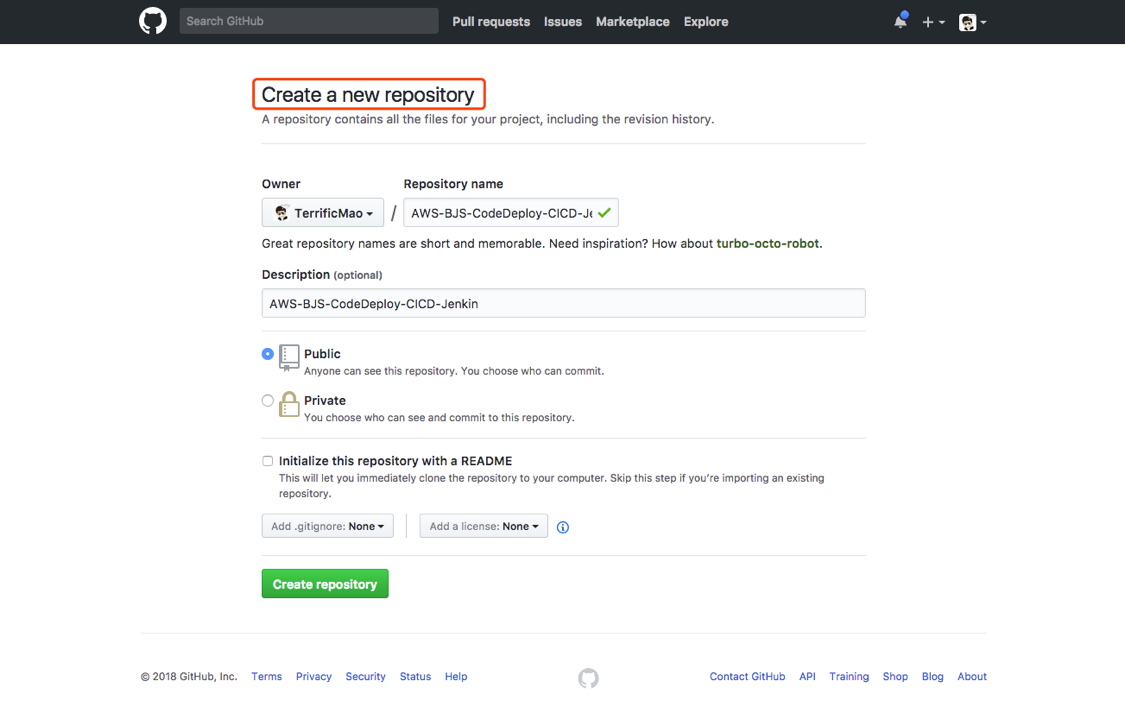 Search GitHub Pull requests Issues Marketplace Explore
Create a new repository
A repository contains all the files for your project, including the revision history.
Owner Repository name
TerrificMao / AWS-BJS-CodeDeploy-CICD-Je
Great repository names are short and memorable. Need inspiration? How about turbo-octo-robot.
Description (optional)
AWS-BJS-CodeDeploy-CICD-Jenkin
Public
Anyone can see this repository. You choose who can commit.
Private
You choose who can see and commit to this repository.
Initialize this repository with a README
This will let you immediately clone the repository to your computer. Skip this step if you're importing an existing
repository.
Add .gitignore: None Add a license: None
Create repository
© 2018 GitHub, Inc. Terms Privacy Security Status Help Contact GitHub API Training Shop Blog About